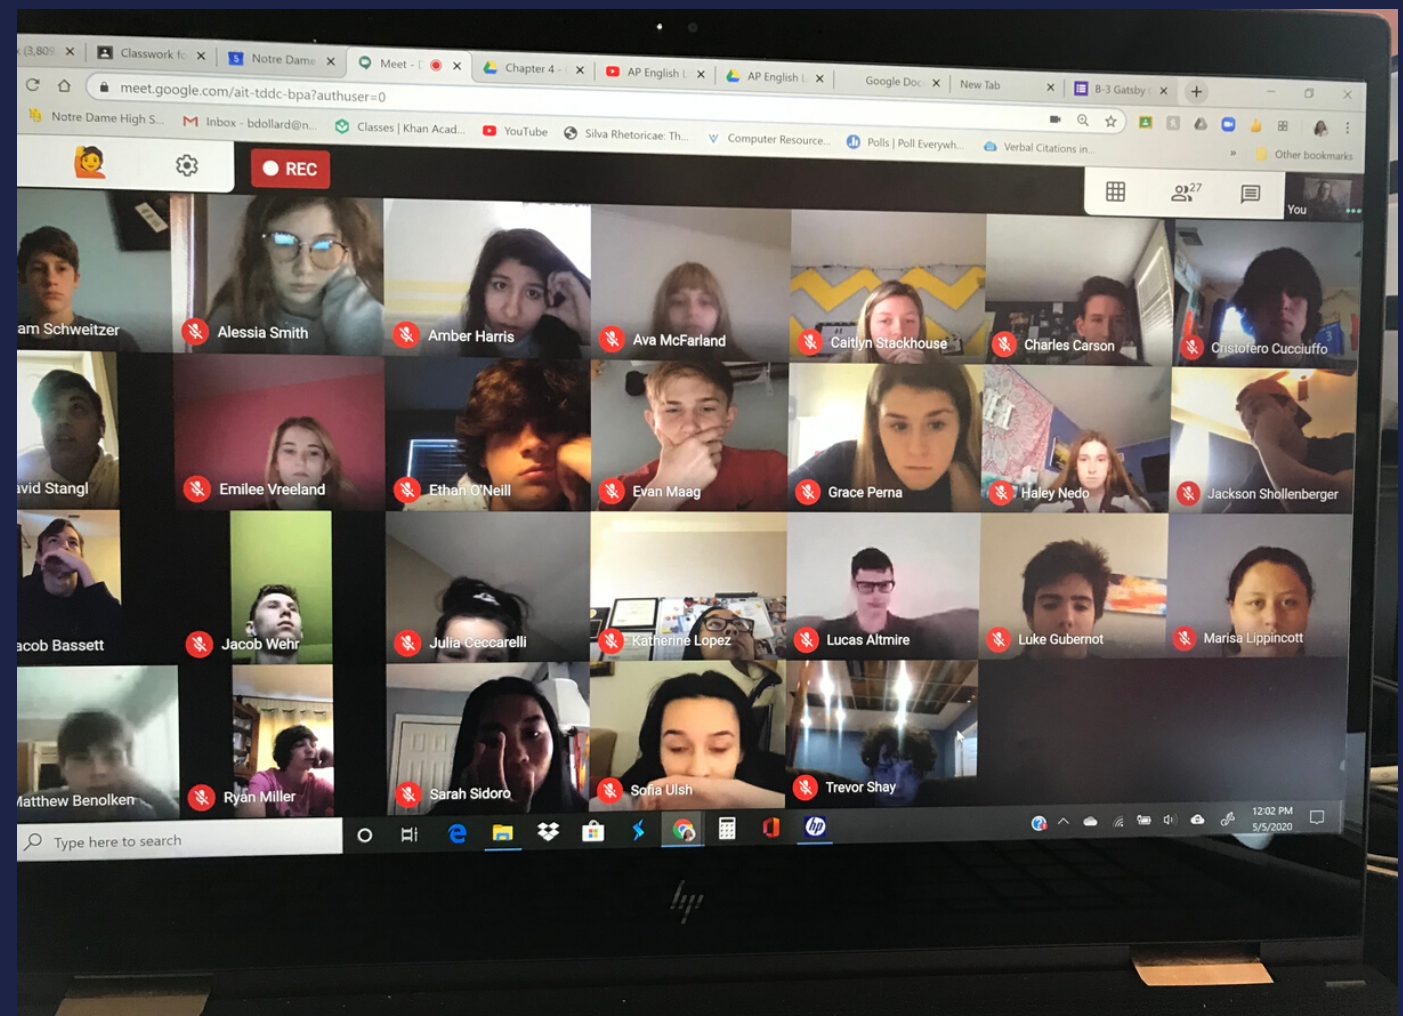 (3,809
Classwork fo
Notre Dame
Meet - D
Chapter 4 -
AP English L
AP English L
Google Doc
New Tab
B-3 Gatsby
meet.google.com/ait-tddc-bpa?authuser=0
Notre Dame High S...
Inbox - bdollard@n...
Classes | Khan Acad...
YouTube
Silva Rhetoricae: Th...
Computer Resource...
Polls | Poll Everywh...
Verbal Citations in...
»
Other bookmarks
REC
27
You
am Schweitzer
Alessia Smith
Amber Harris
Ava McFarland
Caitlyn Stackhouse
Charles Carson
Cristofero Cucciuffo
avid Stangl
Emilee Vreeland
Ethan O'Neill
Evan Maag
Grace Perna
Haley Nedo
Jackson Shollenberger
acob Bassett
Jacob Wehr
Julia Ceccarelli
Katherine Lopez
Lucas Altmire
Luke Gubernot
Marisa Lippincott
Matthew Benolken
Ryan Miller
Sarah Sidoro
Sofia Ulsh
Trevor Shay
Type here to search
hp
12:02 PM
5/5/2020
hp